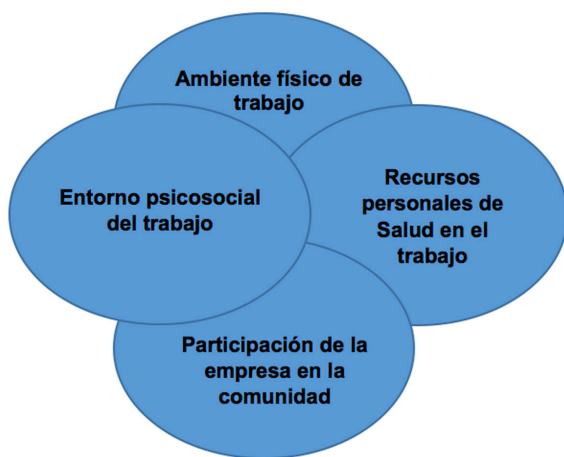 Ambiente físico de
trabajo
Entorno psicosocial
del trabajo
Recursos
personales de
Salud en el
trabajo
Participación de la
empresa en la
comunidad